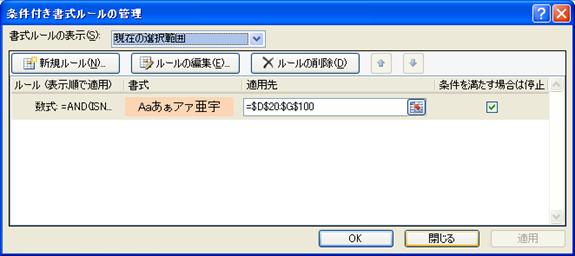 条件付き書式ルールの管理
書式ルールの表示(S): 現在の選択範囲
新規ルール(N)... ルールの編集(E)... ルールの削除(D)
ルール (表示順で適用) 書式 適用先 条件を満たす場合は停止
数式: =AND(ISN... Aaあぁアァ亜宇 =$D$20:$G$100
OK 閉じる 適用